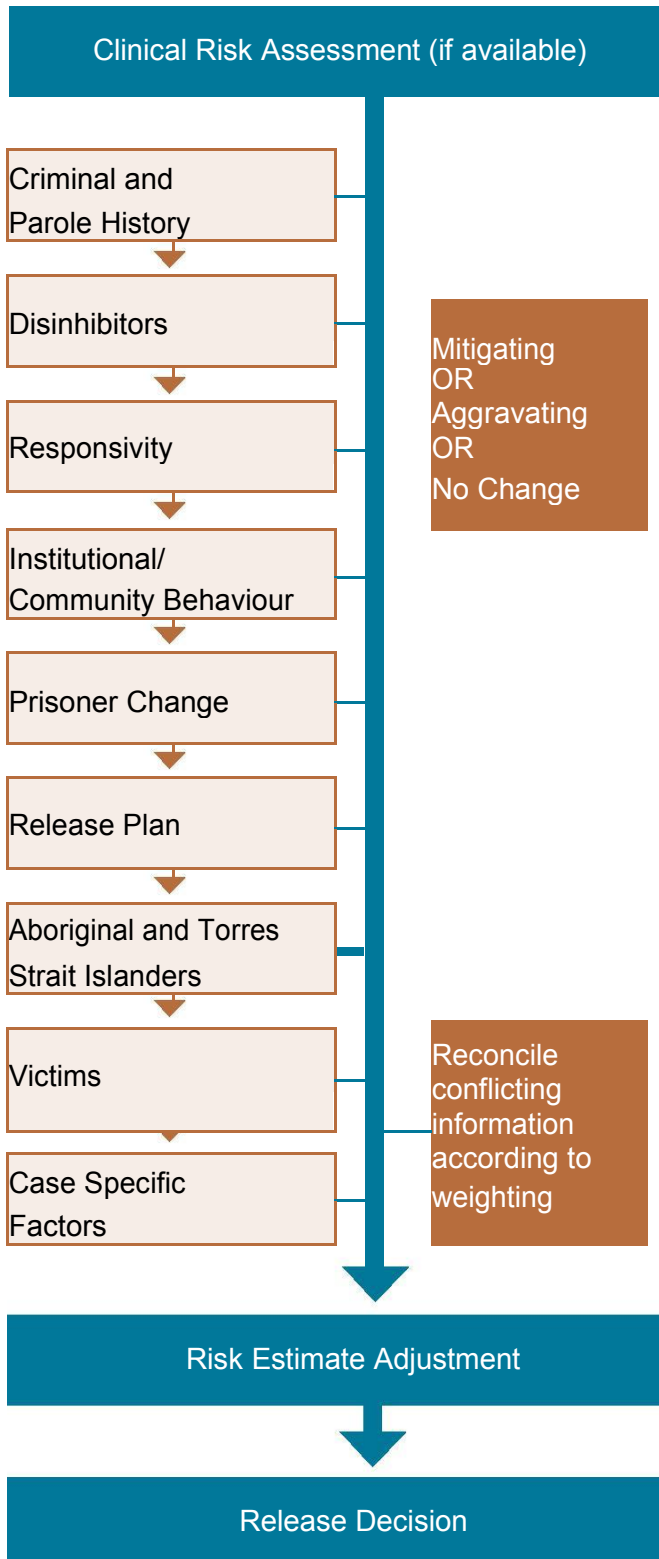 Clinical Risk Assessment (if available)
Criminal and
Parole History
Disinhibitors
Mitigating
OR
Aggravating
OR
No Change
Responsivity
Institutional/
Community Behaviour
Prisoner Change
Release Plan
Aboriginal and Torres
Strait Islanders
Victims
Reconcile
conflicting
information
according to
weighting
Case Specific
Factors
Risk Estimate Adjustment
Release Decision